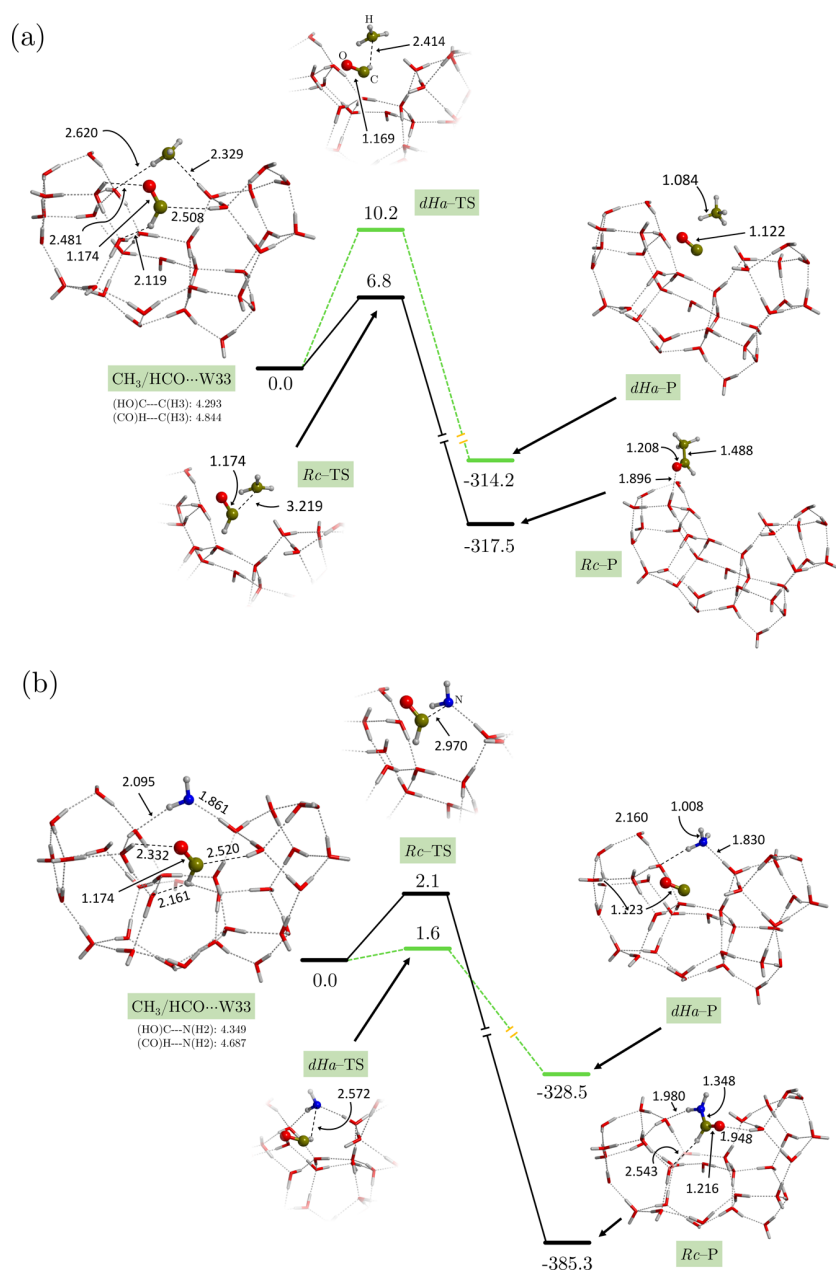 (a)
H
2.414
O
C
1.169
2.620
2.329
dHa–TS
1.084
2.508
10.2
1.122
2.481
1.174
2.119
6.8
CH₃/HCO···W33
0.0
(HO)C---C(H3): 4.293
(CO)H---C(H3): 4.844
dHa–P
1.208
1.488
1.174
Rc–TS
-314.2
1.896
3.219
-317.5
Rc–P
(b)
N
2.970
2.095
1.861
1.008
2.160
Rc–TS
1.830
2.332
2.520
1.174
2.161
2.1
1.123
1.6
0.0
CH₃/HCO···W33
(HO)C---N(H2): 4.349
(CO)H---N(H2): 4.687
dHa–P
dHa–TS
-328.5
2.572
1.980
1.348
1.948
2.543
1.216
-385.3
Rc–P